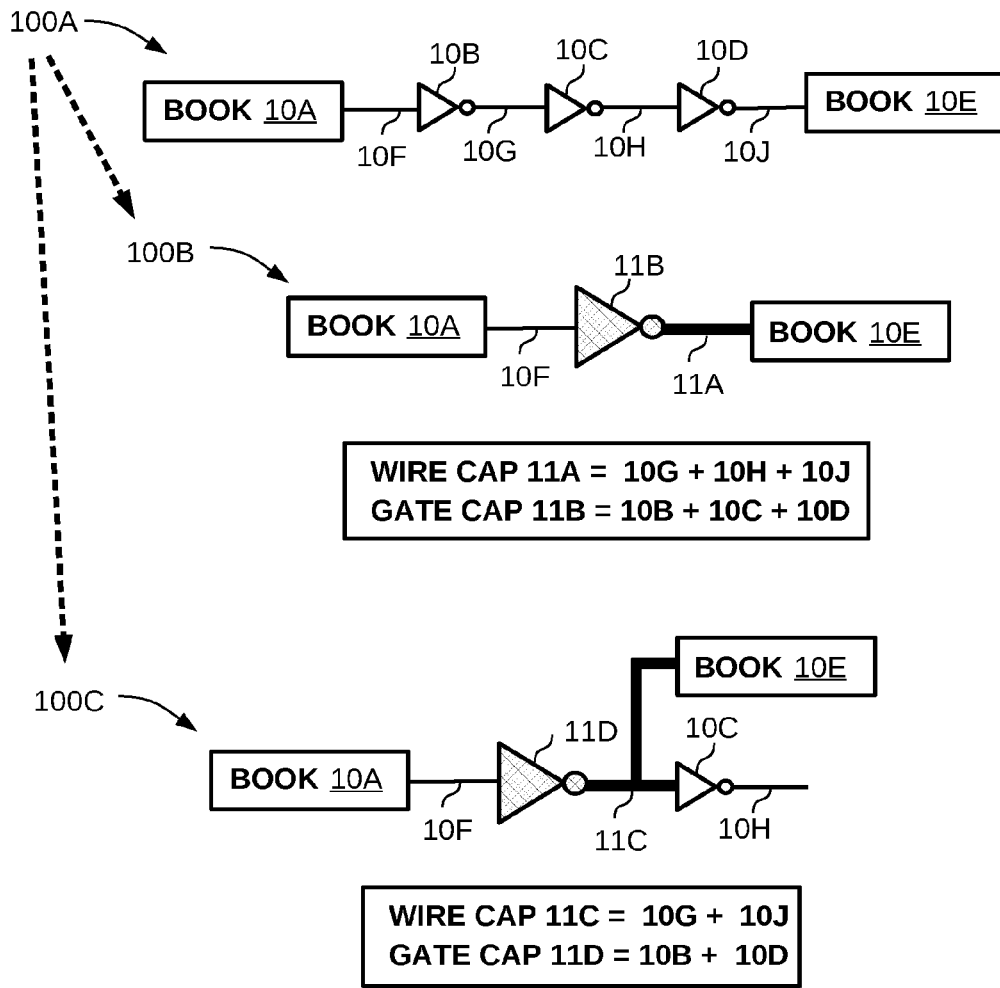 100A
10B 10C 10D
BOOK 10A BOOK 10E
10F 10G 10H 10J
100B
11B
BOOK 10A BOOK 10E
10F 11A
WIRE CAP 11A = 10G + 10H + 10J
GATE CAP 11B = 10B + 10C + 10D
BOOK 10E
100C
11D 10C
BOOK 10A
10F 11C 10H
WIRE CAP 11C = 10G + 10J
GATE CAP 11D = 10B + 10D